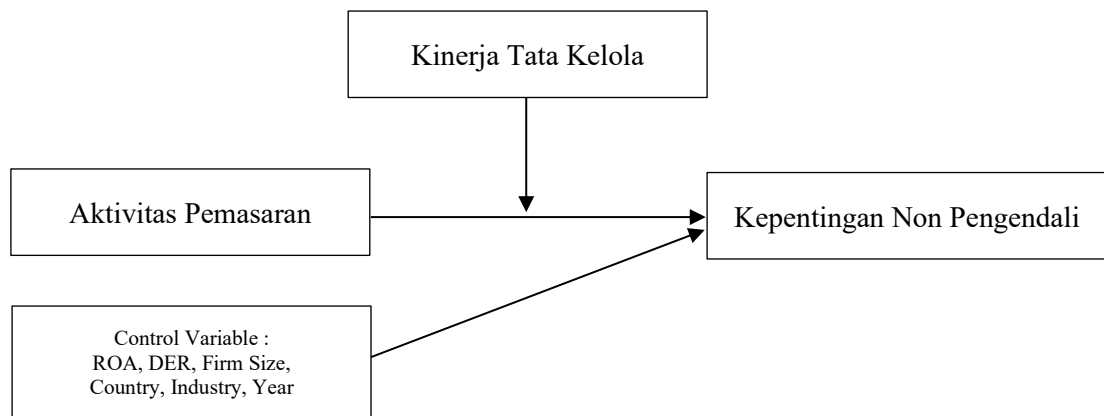 Kinerja Tata Kelola
Aktivitas Pemasaran
Kepentingan Non Pengendali
Control Variable :
ROA, DER, Firm Size,
Country, Industry, Year